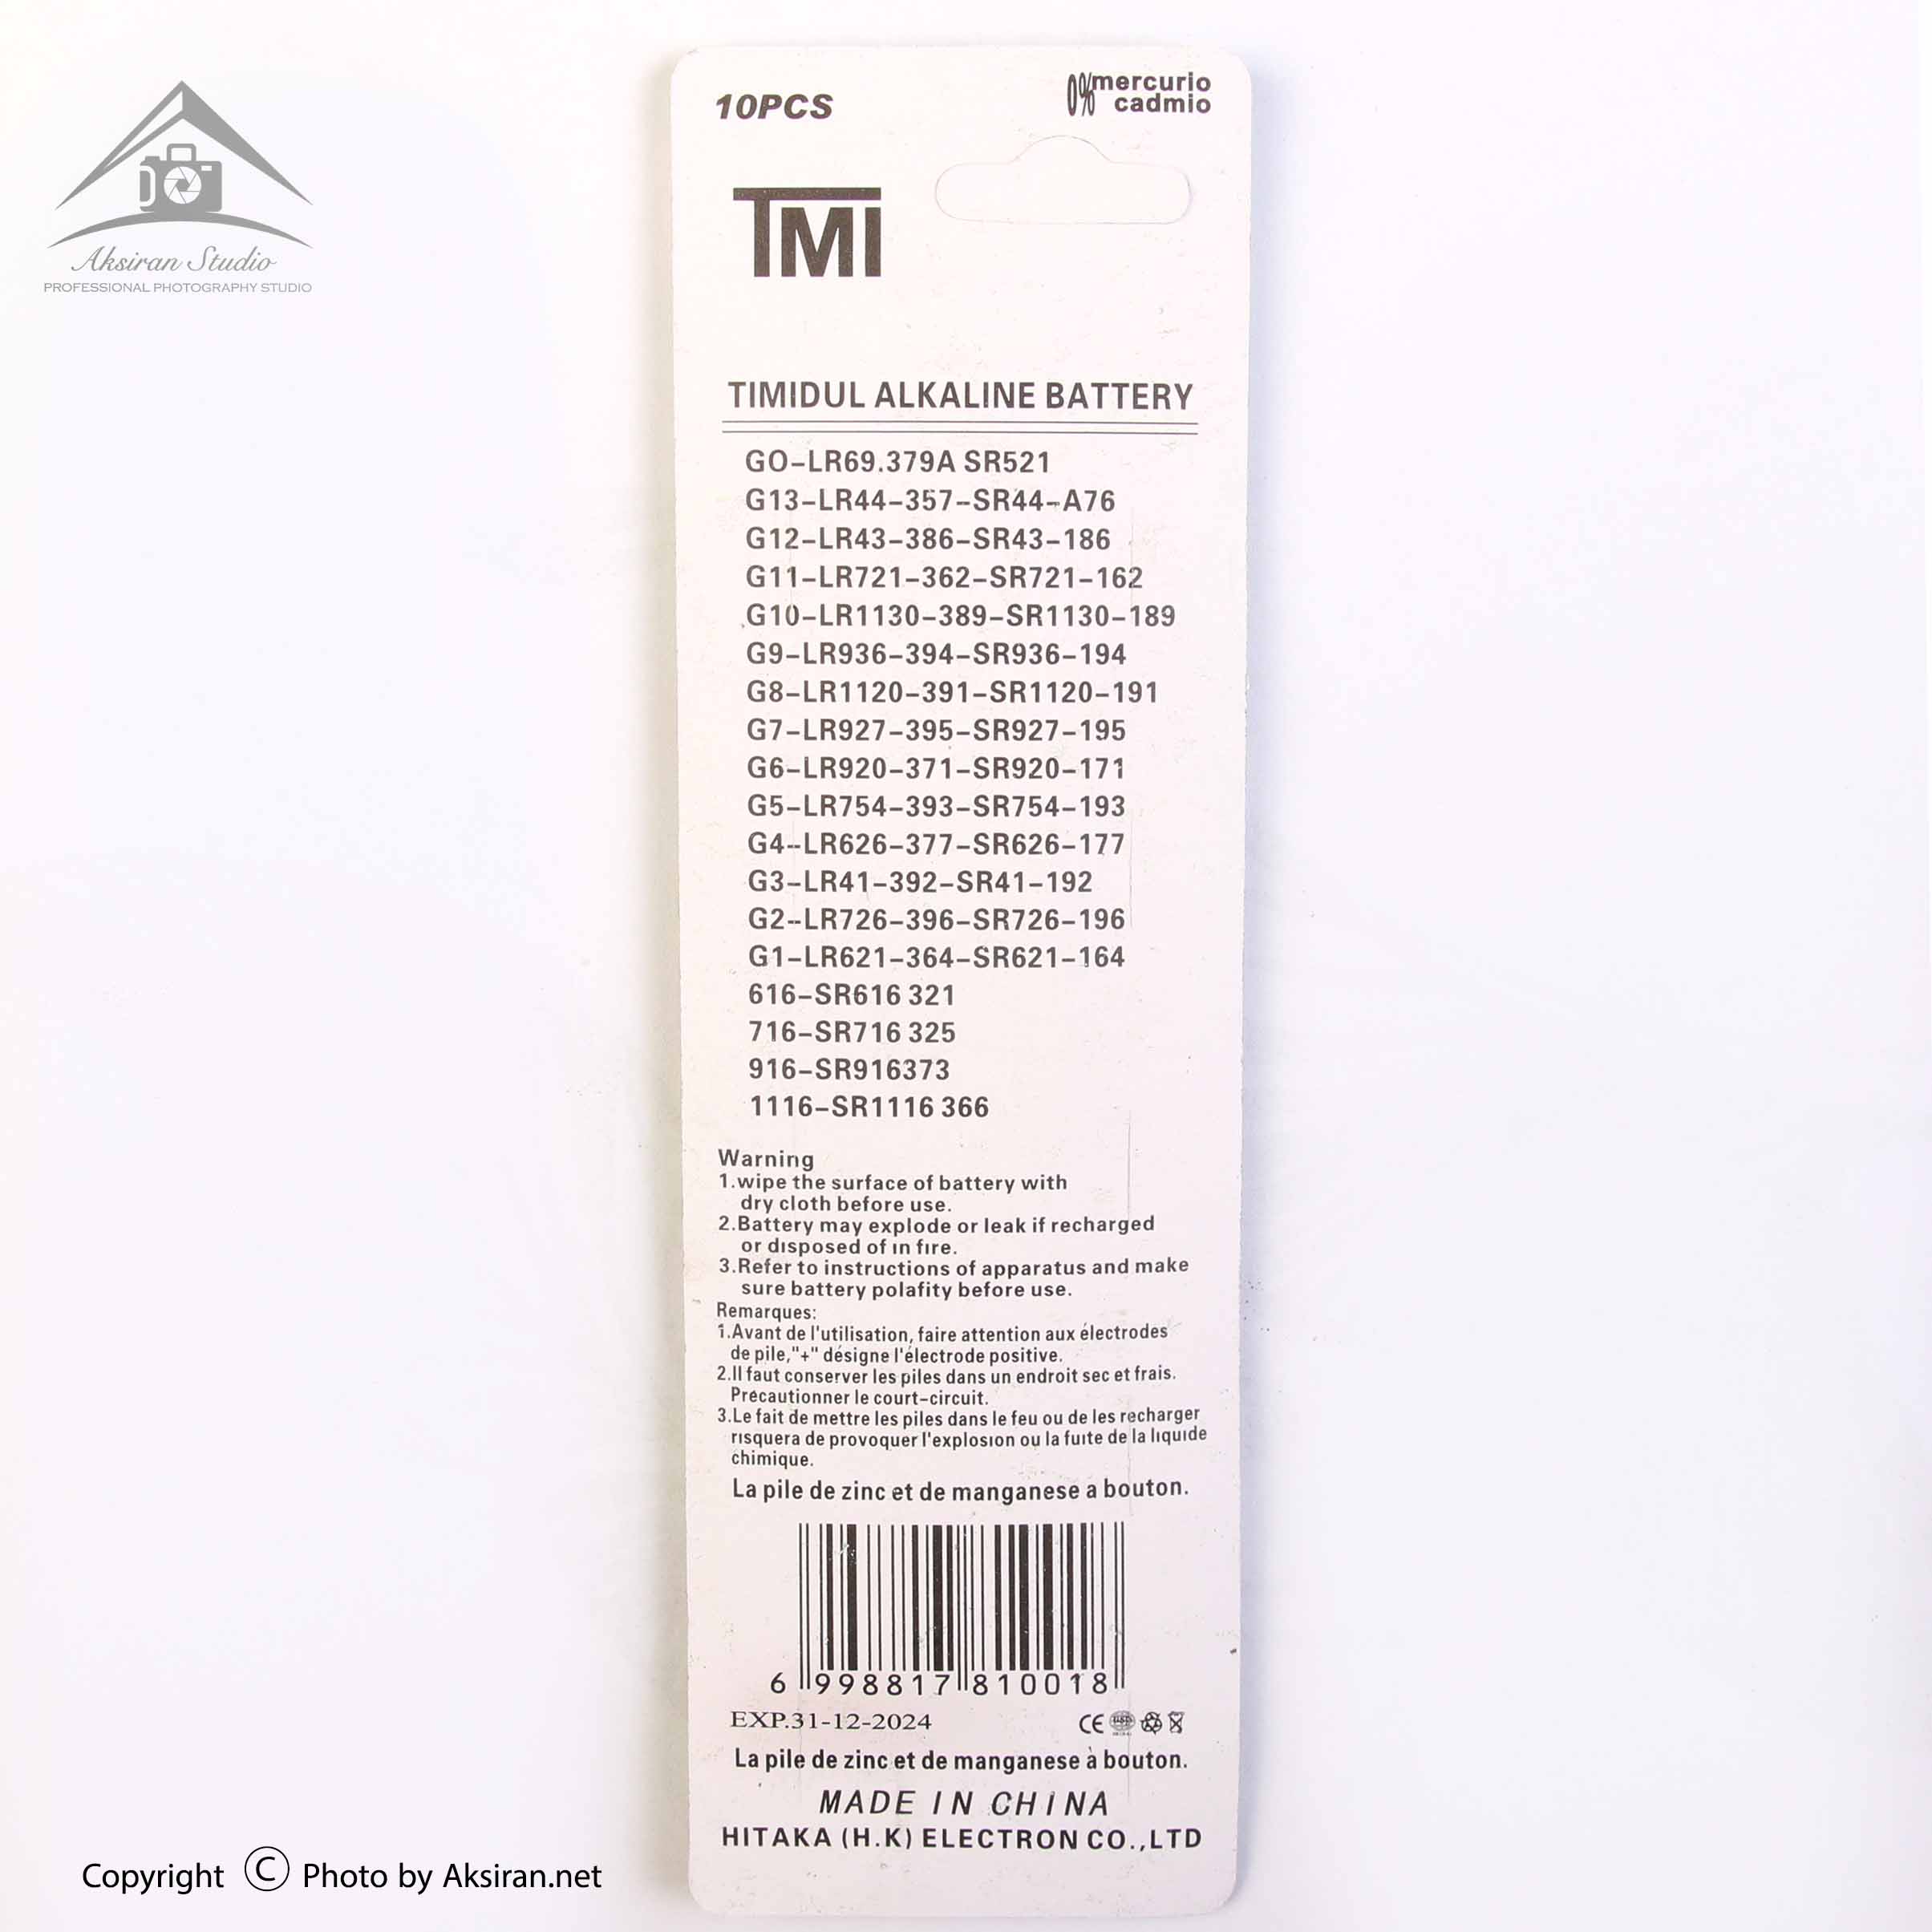 Aksiran Studio
PROFESSIONAL PHOTOGRAPHY STUDIO
10PCS
0% mercurio
cadmio
TMI
TIMIDUL ALKALINE BATTERY
GO-LR69.379A SR521
G13-LR44-357-SR44-A76
G12-LR43-386-SR43-186
G11-LR721-362-SR721-162
G10-LR1130-389-SR1130-189
G9-LR936-394-SR936-194
G8-LR1120-391-SR1120-191
G7-LR927-395-SR927-195
G6-LR920-371-SR920-171
G5-LR754-393-SR754-193
G4-LR626-377-SR626-177
G3-LR41-392-SR41-192
G2-LR726-396-SR726-196
G1-LR621-364-SR621-164
616-SR616 321
716-SR716 325
916-SR916373
1116-SR1116 366
Warning
1.wipe the surface of battery with
dry cloth before use.
2.Battery may explode or leak if recharged
or disposed of in fire.
3.Refer to instructions of apparatus and make
sure battery polafity before use.
Remarques:
1.Avant de l'utilisation, faire attention aux électrodes
de pile,"+" désigne l'électrode positive.
2.Il faut conserver les piles dans un endroit sec et frais.
Précautionner le court-circuit.
3.Le fait de mettre les piles dans le feu ou de les recharger
risquera de provoquer l'explosion ou la fuite de la liquide
chimique.
La pile de zinc et de manganese a bouton.
6 998817 810018
EXP.31-12-2024
CE
La pile de zinc et de manganese à bouton.
MADE IN CHINA
HITAKA (H.K) ELECTRON CO.,LTD
Copyright © Photo by Aksiran.net